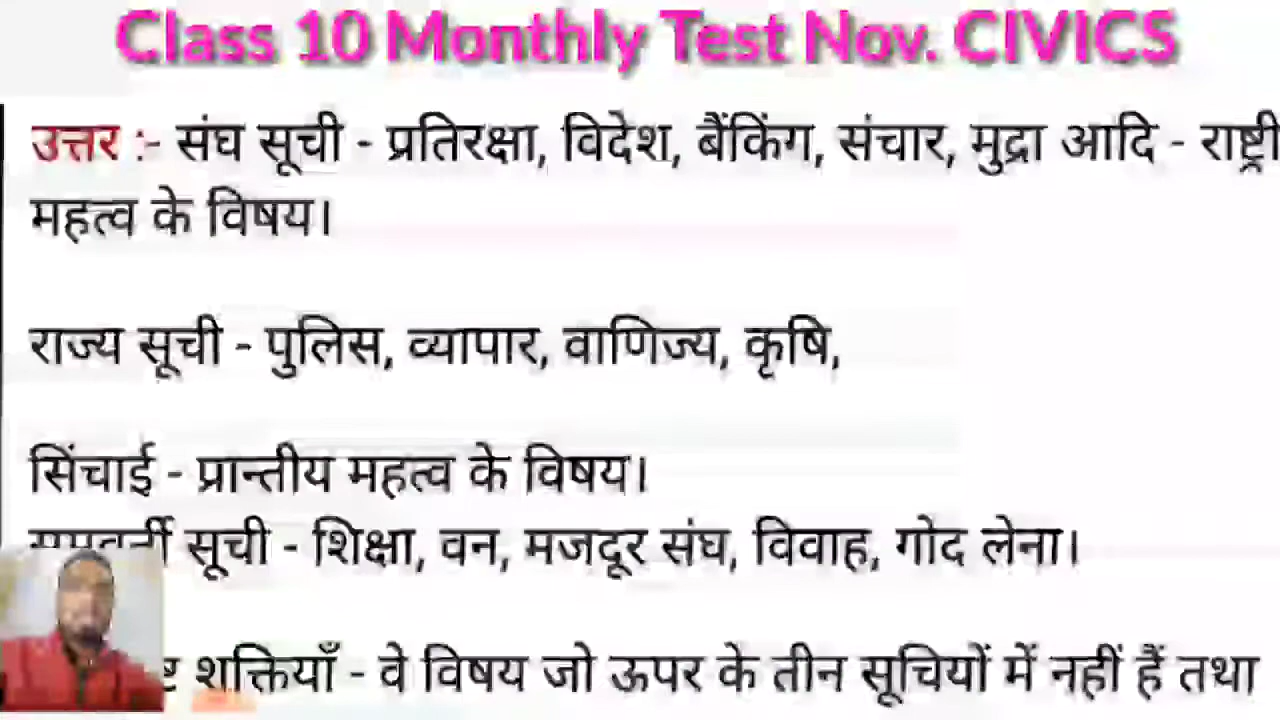 Class 10 Monthly Test Nov. CIVICS
उत्तर :- संघ सूची - प्रतिरक्षा, विदेश, बैंकिंग, संचार, मुद्रा आदि - राष्ट्री
महत्व के विषय।
राज्य सूची - पुलिस, व्यापार, वाणिज्य, कृषि,
सिंचाई - प्रान्तीय महत्व के विषय।
सूची - शिक्षा, वन, मजदूर संघ, विवाह, गोद लेना।
शक्तियाँ - वे विषय जो ऊपर के तीन सूचियों में नहीं हैं तथा